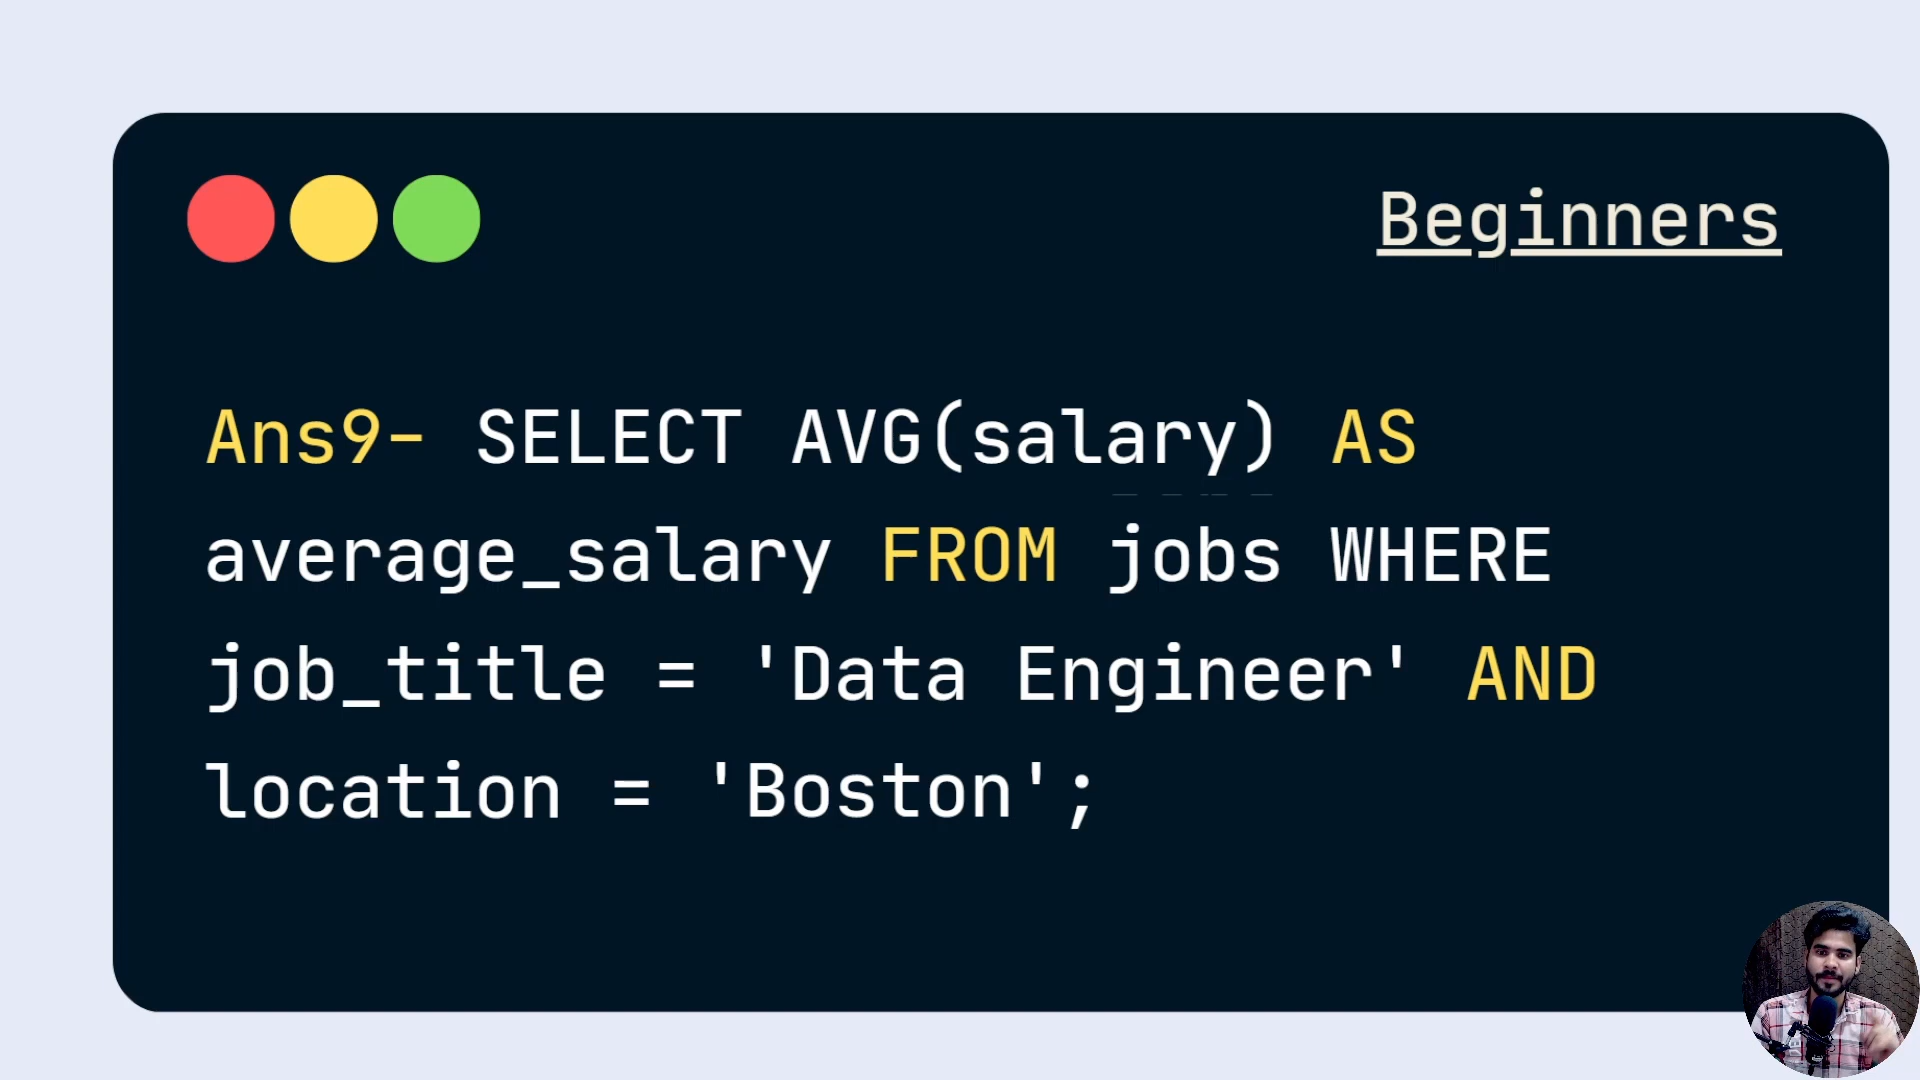 Beginners
Ans9- SELECT AVG(salary) AS
average_salary FROM jobs WHERE
job_title = 'Data Engineer' AND
location = 'Boston';